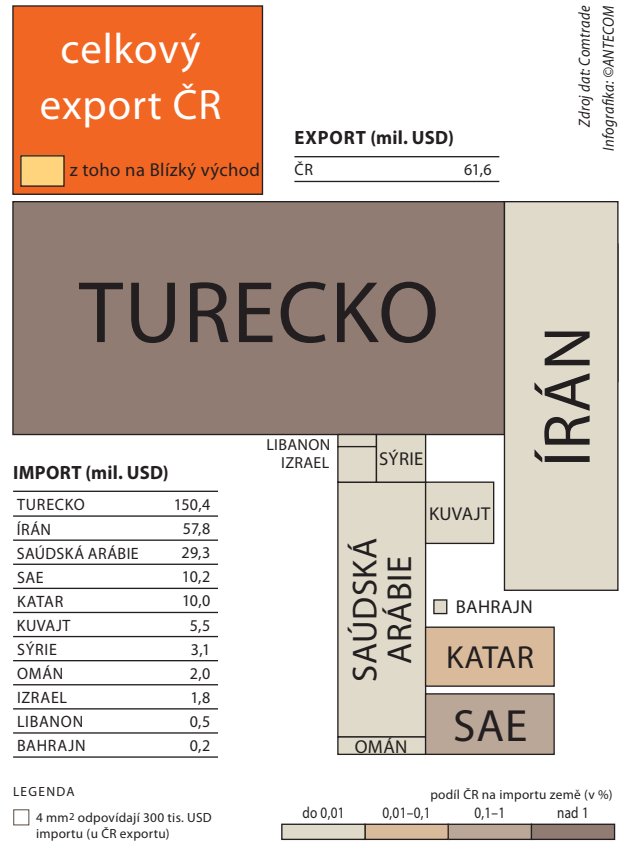 celkový
export ČR
z toho na Blízký východ
Zdroj dat: Comtrade
Infografika: ©ANTECOM
EXPORT (mil. USD)
ČR 61,6
TURECKO
ÍRÁN
LIBANON
IZRAEL
SÝRIE
KUVAJT
SAÚDSKÁ
ARÁBIE
BAHRAJN
KATAR
SAE
OMÁN
IMPORT (mil. USD)
TURECKO 150,4
ÍRÁN 57,8
SAÚDSKÁ ARÁBIE 29,3
SAE 10,2
KATAR 10,0
KUVAJT 5,5
SÝRIE 3,1
OMÁN 2,0
IZRAEL 1,8
LIBANON 0,5
BAHRAJN 0,2
LEGENDA
4 mm2 odpovídají 300 tis. USD
importu (u ČR exportu)
podíl ČR na importu země (v %)
do 0,01 0,01–0,1 0,1–1 nad 1